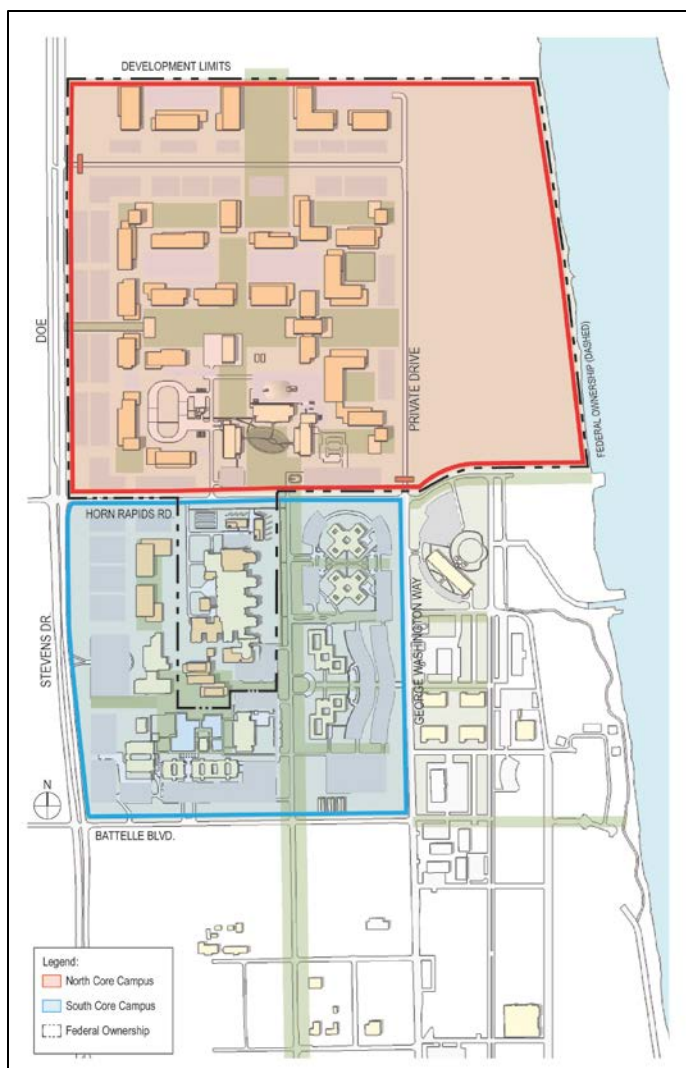 DEVELOPMENT LIMITS
DOE
PRIVATE DRIVE
FEDERAL OWNERSHIP (DASHED)
HORN RAPIDS RD.
STEVENS DR
GEORGE WASHINGTON WAY
N
BATTELLE BLVD.
Legend:
North Core Campus
South Core Campus
Federal Ownership